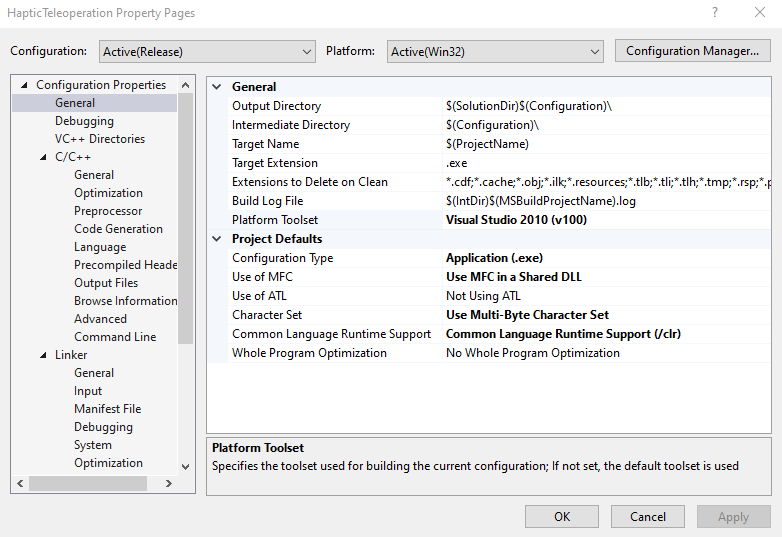 HapticTeleoperation Property Pages
Configuration: Active(Release) Platform: Active(Win32) Configuration Manager...
Configuration Properties
General
Debugging
VC++ Directories
C/C++
General
Optimization
Preprocessor
Code Generation
Language
Precompiled Heade
Output Files
Browse Information
Advanced
Command Line
Linker
General
Input
Manifest File
Debugging
System
Optimization
General
Output Directory $(SolutionDir)$(Configuration)\
Intermediate Directory $(Configuration)\
Target Name $(ProjectName)
Target Extension .exe
Extensions to Delete on Clean *.cdf;*.cache;*.obj;*.ilk;*.resources;*.tlb;*.tli;*.tlh;*.tmp;*.rsp;*.p
Build Log File $(IntDir)$(MSBuildProjectName).log
Platform Toolset Visual Studio 2010 (v100)
Project Defaults
Configuration Type Application (.exe)
Use of MFC Use MFC in a Shared DLL
Use of ATL Not Using ATL
Character Set Use Multi-Byte Character Set
Common Language Runtime Support Common Language Runtime Support (/clr)
Whole Program Optimization No Whole Program Optimization
Platform Toolset
Specifies the toolset used for building the current configuration; If not set, the default toolset is used
OK Cancel Apply